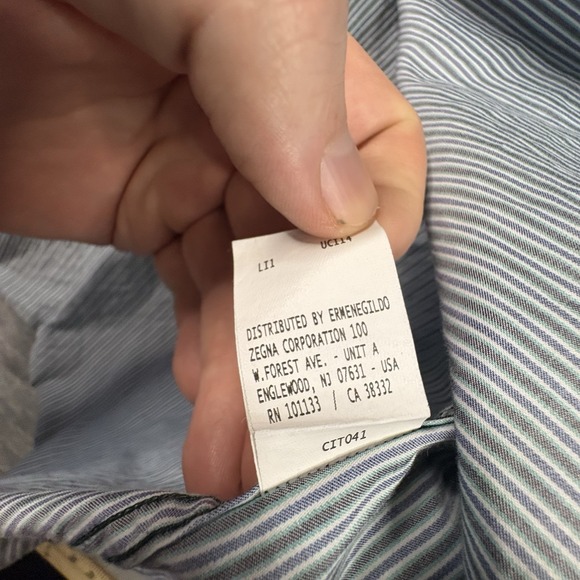 UCI14
LI1
DISTRIBUTED BY ERMENEGILDO
ZEGNA CORPORATION 100
W.FOREST AVE. - UNIT A
ENGLEWOOD, NJ 07631 - USA
RN 101133 / CA 38332
CIT041